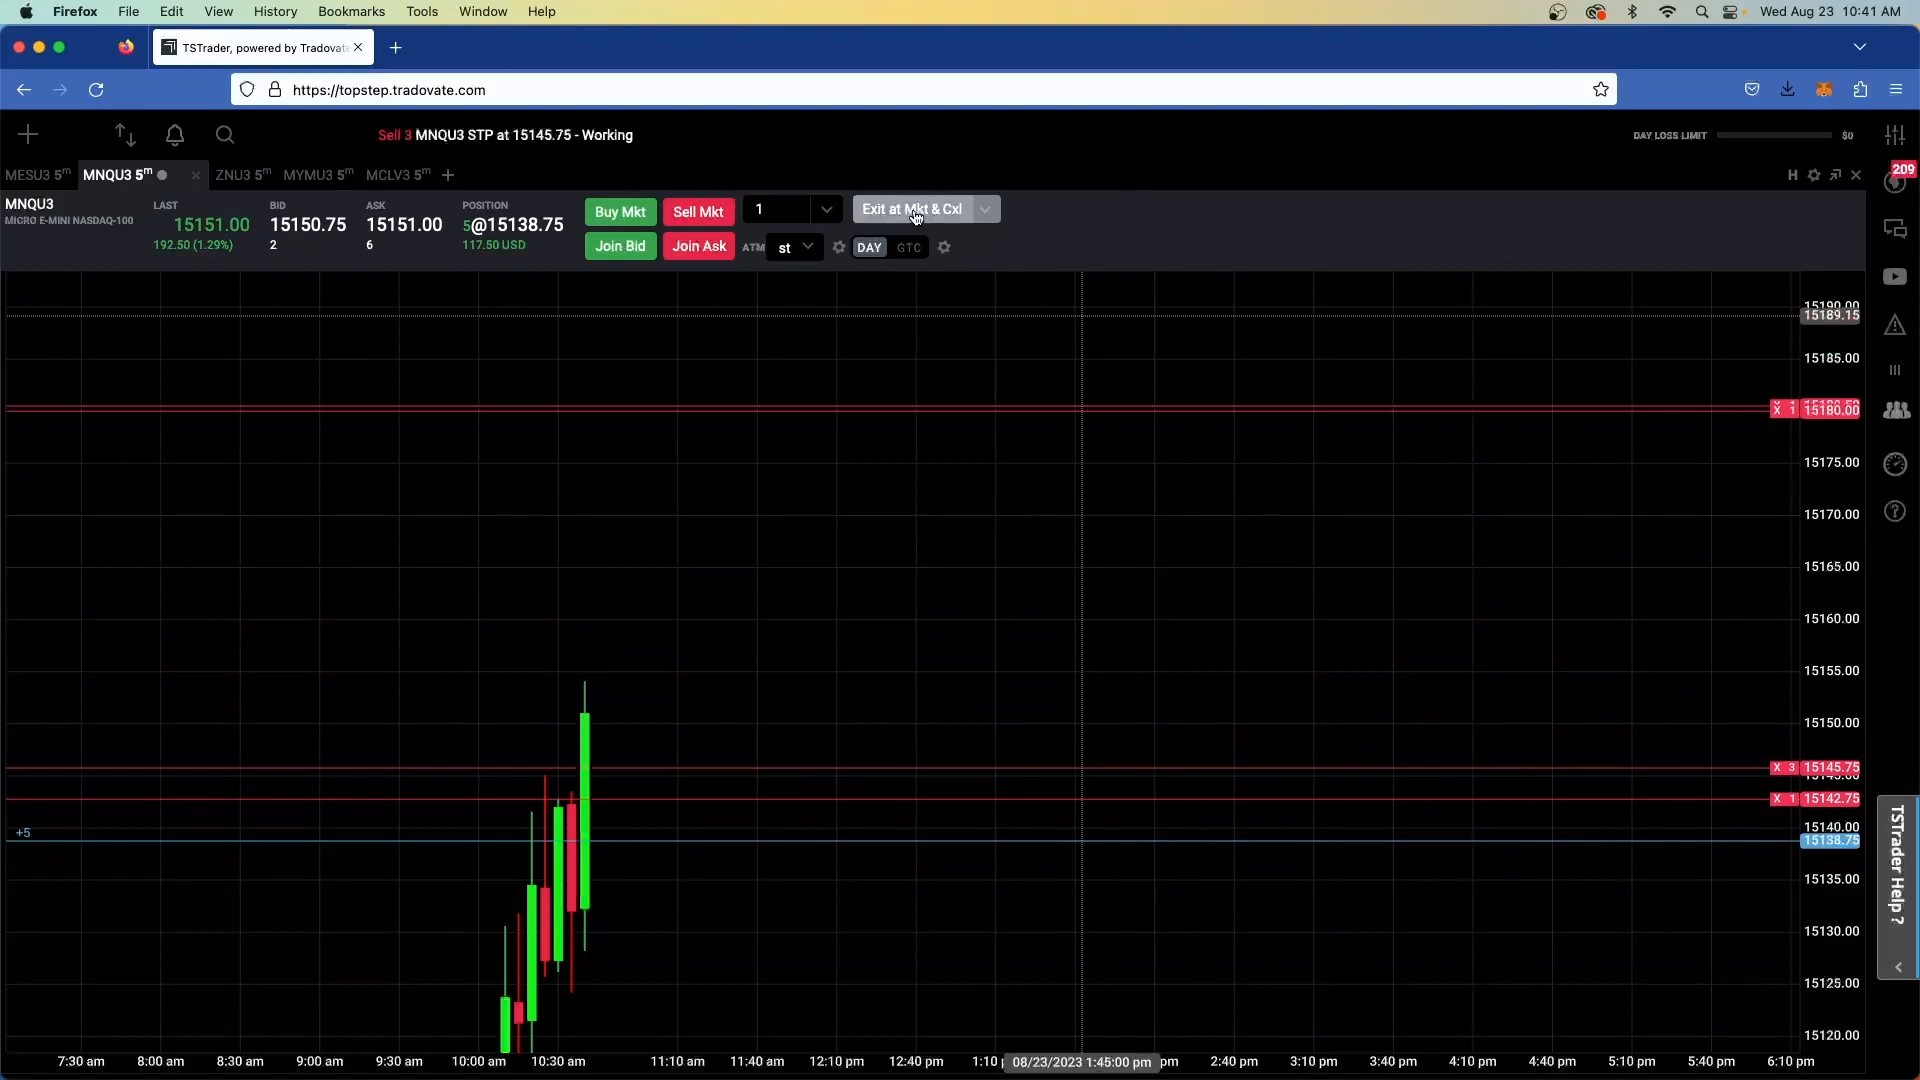 Firefox File Edit View History Bookmarks Tools Window Help Wed Aug 23 10:41 AM
TSTrader, powered by Tradovate
https://topstep.tradovate.com
Sell 3 MNQU3 STP at 15145.75 - Working
DAY LOSS LIMIT $0
MESU3 5m MNQU3 5m ZNU3 5m MYMU3 5m MCLV3 5m
H
209
MNQU3
MICRO E-MINI NASDAQ-100
LAST
15151.00
192.50 (1.29%)
BID
15150.75
2
ASK
15151.00
6
POSITION
5@15138.75
117.50 USD
Buy Mkt Sell Mkt 1 Exit at Mkt & Cxl
Join Bid Join Ask ATM st DAY GTC
15190.00
15189.15
15185.00
X 1 15180.00
15175.00
15170.00
15165.00
15160.00
15155.00
15150.00
X 3 15145.75
X 1 15142.75
15140.00
+5
15138.75
15135.00
15130.00
15125.00
15120.00
TSTrader Help ?
7:30 am 8:00 am 8:30 am 9:00 am 9:30 am 10:00 am 10:30 am 11:10 am 11:40 am 12:10 pm 12:40 pm 1:10 08/23/2023 1:45:00 pm pm 2:40 pm 3:10 pm 3:40 pm 4:10 pm 4:40 pm 5:10 pm 5:40 pm 6:10 pm